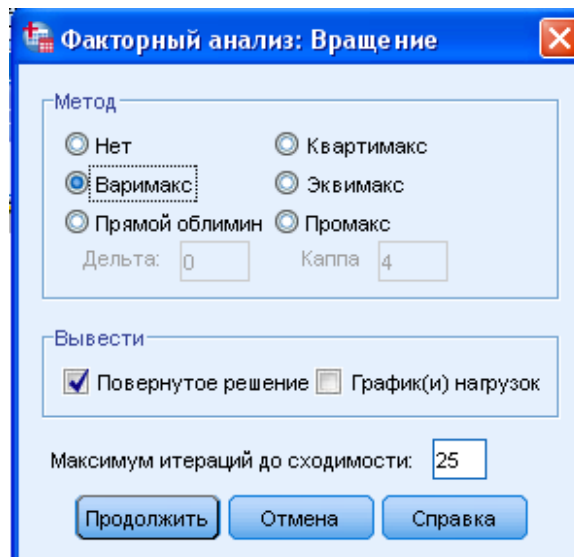 Факторный анализ: Вращение
Метод
Нет Квартимакс
Варимакс Эквимакс
Прямой облимин Промакс
Дельта: 0 Каппа 4
Вывести
Повернутое решение График(и) нагрузок
Максимум итераций до сходимости: 25
Продолжить Отмена Справка